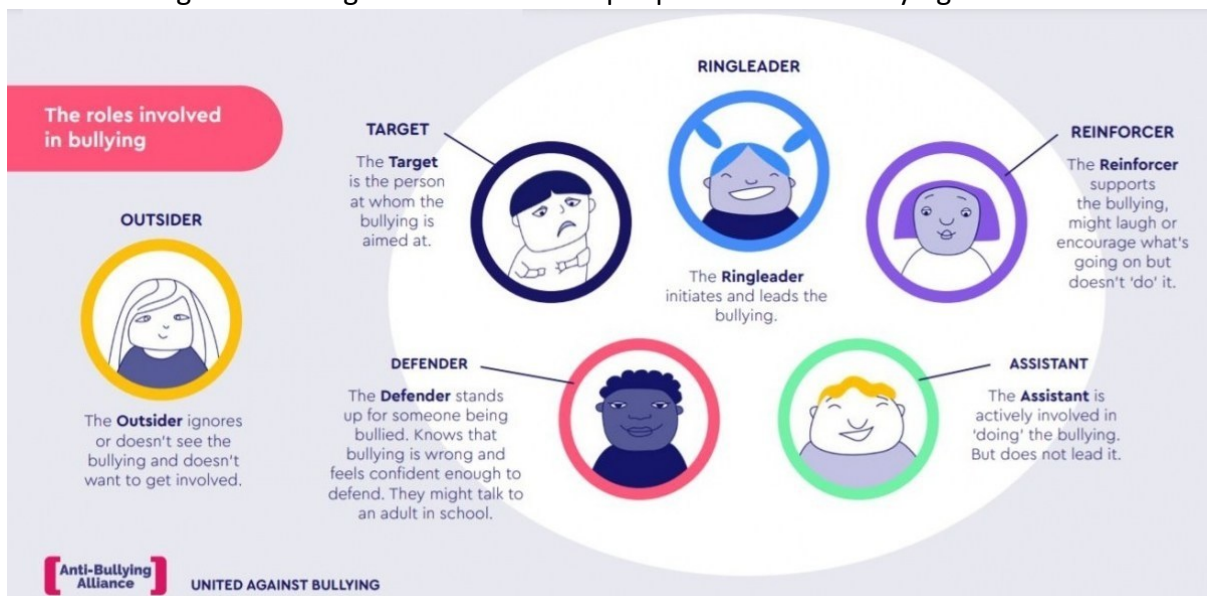 The roles involved
in bullying
OUTSIDER
The Outsider ignores
or doesn't see the
bullying and doesn't
want to get involved.
TARGET
The Target
is the person
at whom the
bullying is
aimed at.
RINGLEADER
The Ringleader
initiates and leads the
bullying.
REINFORCER
The Reinforcer
supports
the bullying,
might laugh or
encourage what's
going on but
doesn't 'do' it.
DEFENDER
The Defender stands
up for someone being
bullied. Knows that
bullying is wrong and
feels confident enough to
defend. They might talk to
an adult in school.
ASSISTANT
The Assistant is
actively involved in
'doing' the bullying.
But does not lead it.
Anti-Bullying
Alliance
UNITED AGAINST BULLYING